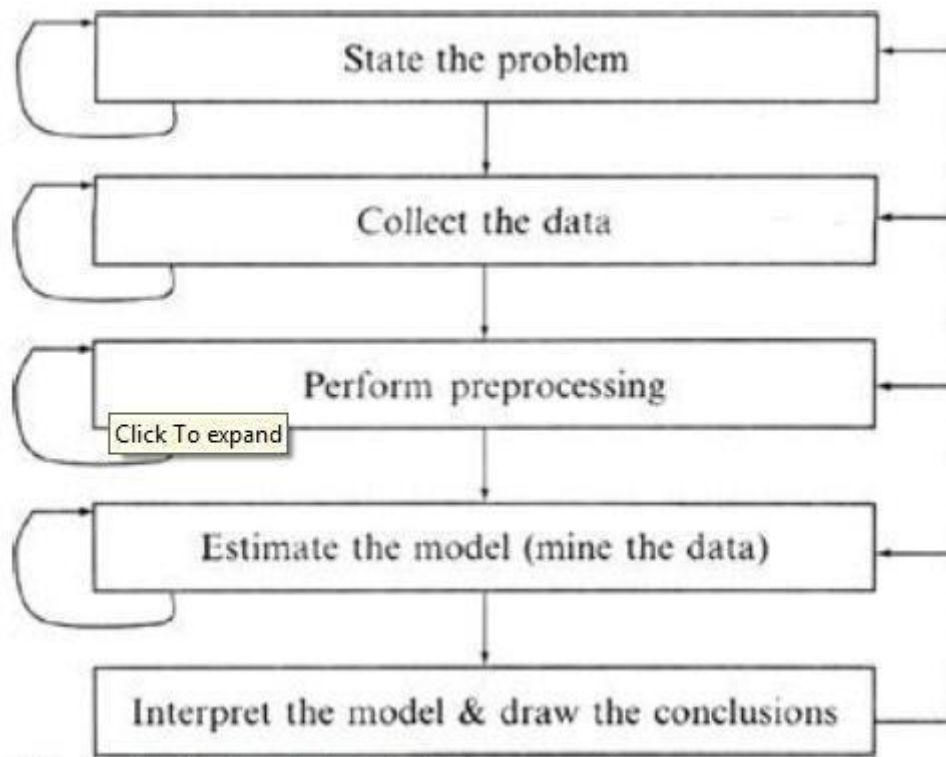 State the problem
Collect the data
Perform preprocessing
Click To expand
Estimate the model (mine the data)
Interpret the model & draw the conclusions